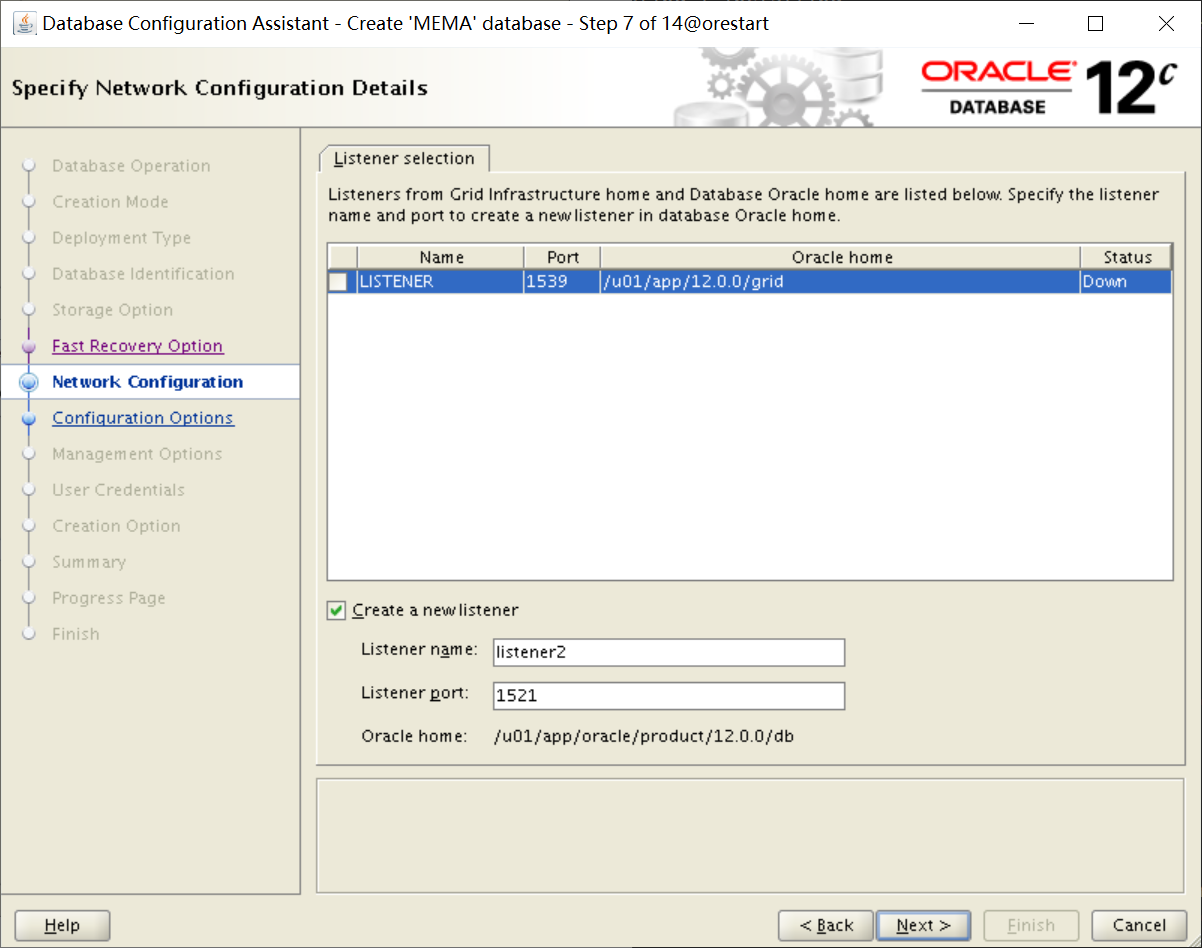 Database Configuration Assistant - Create 'MEMA' database - Step 7 of 14@orestart
Specify Network Configuration Details
ORACLE®
DATABASE
12c
Database Operation
Creation Mode
Deployment Type
Database Identification
Storage Option
Fast Recovery Option
Network Configuration
Configuration Options
Management Options
User Credentials
Creation Option
Summary
Progress Page
Finish
Listener selection
Listeners from Grid Infrastructure home and Database Oracle home are listed below. Specify the listener
name and port to create a new listener in database Oracle home.
Name Port Oracle home Status
LISTENER 1539 /u01/app/12.0.0/grid Down
Create a new listener
Listener name: listener2
Listener port: 1521
Oracle home: /u01/app/oracle/product/12.0.0/db
Help < Back Next > Finish Cancel